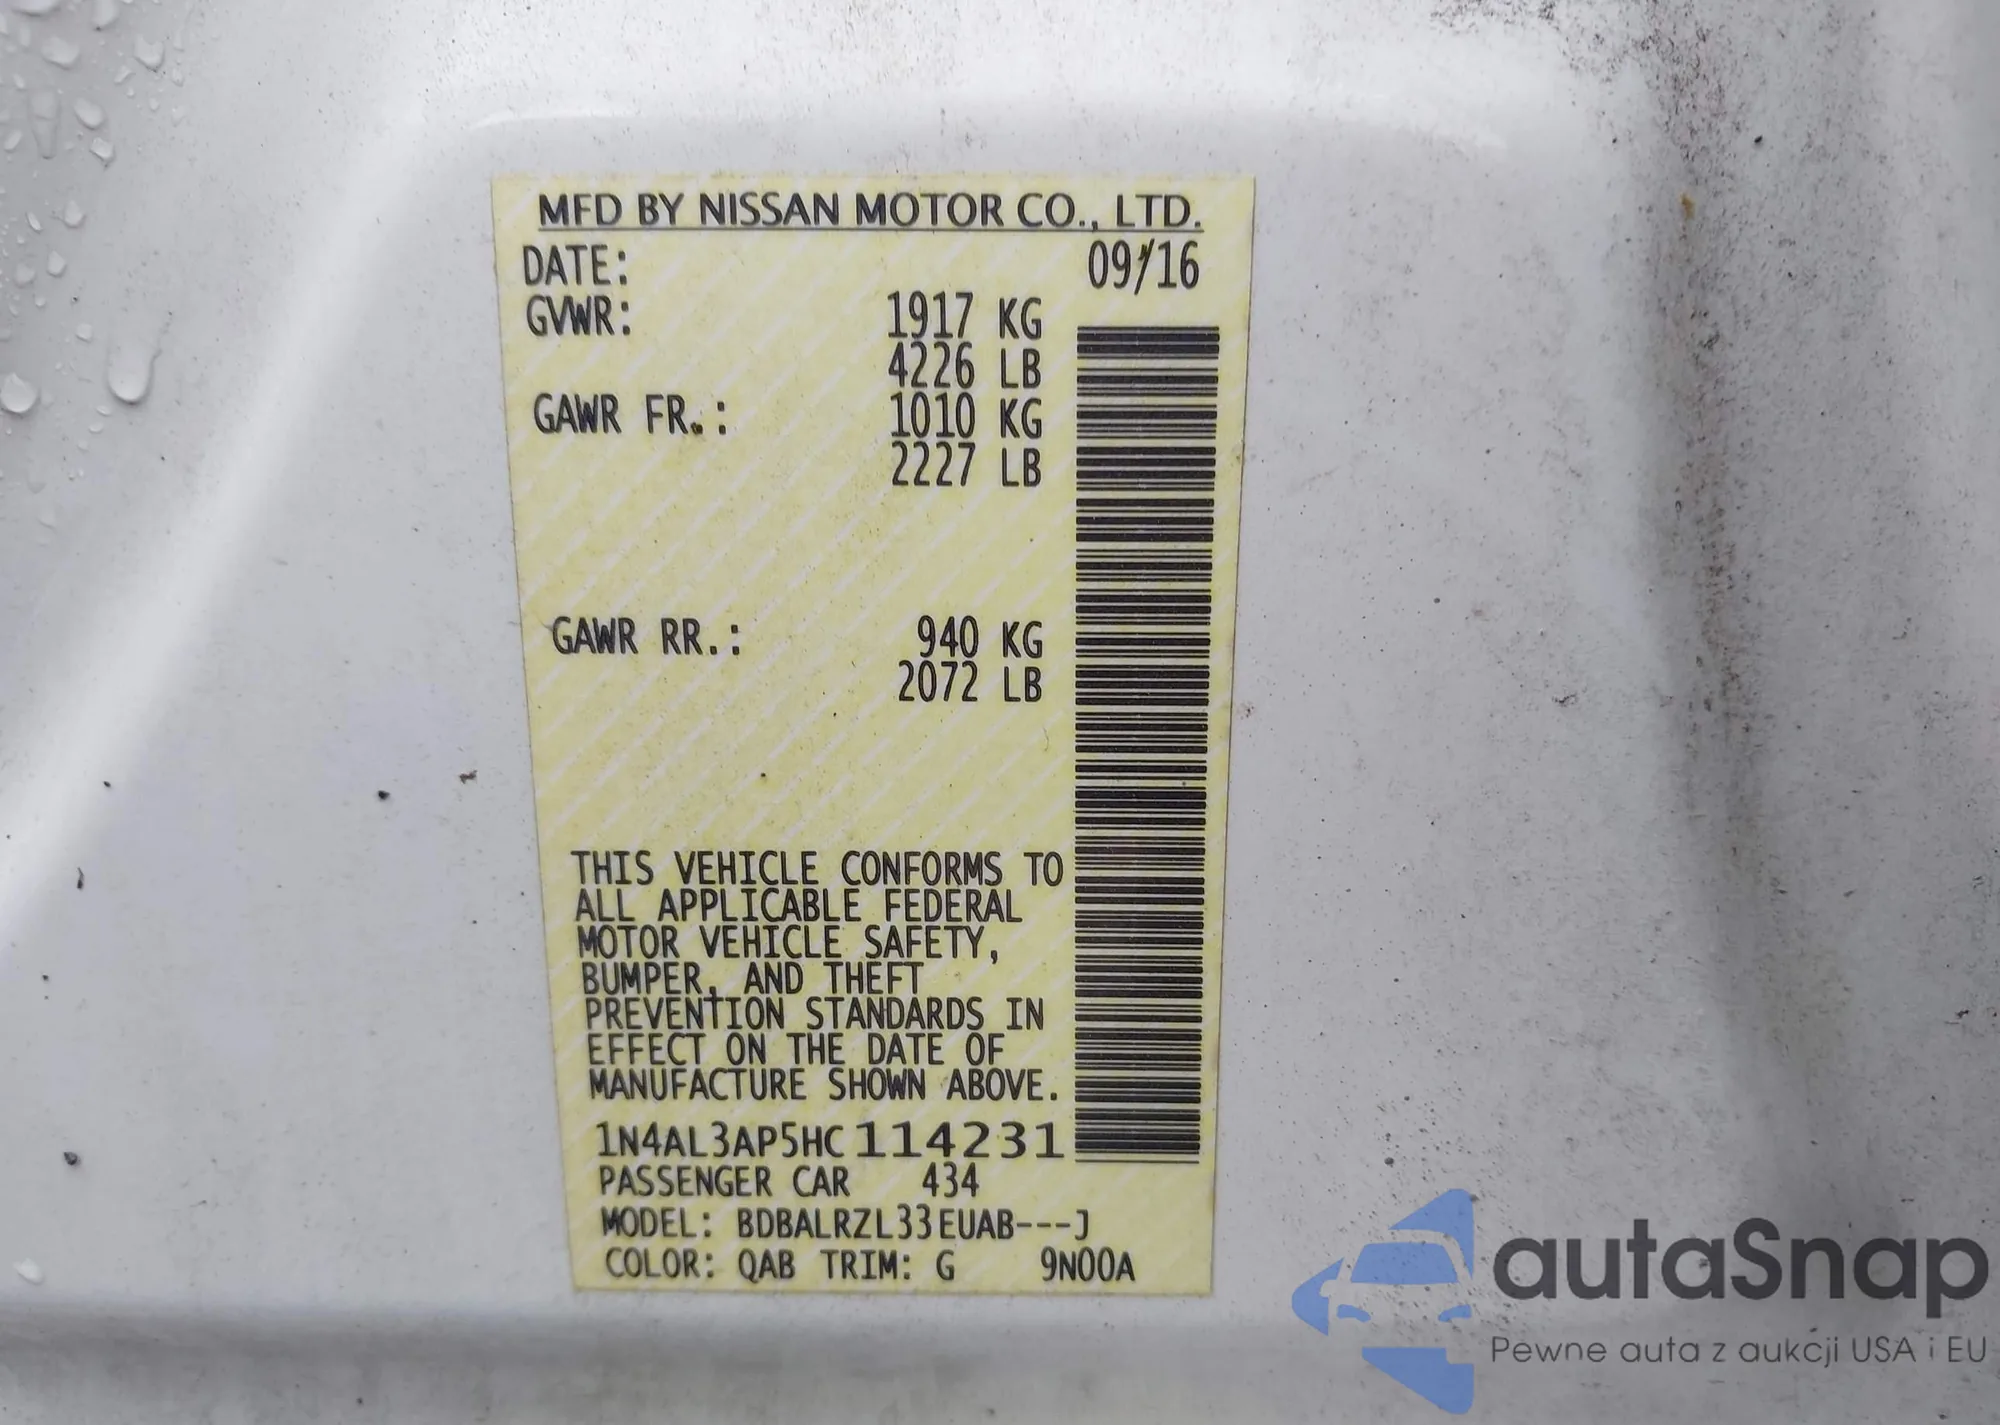 MFD BY NISSAN MOTOR CO., LTD.
DATE: 09/16
GVWR: 1917 KG
4226 LB
GAWR FR.: 1010 KG
2227 LB
GAWR RR.: 940 KG
2072 LB
THIS VEHICLE CONFORMS TO
ALL APPLICABLE FEDERAL
MOTOR VEHICLE SAFETY,
BUMPER, AND THEFT
PREVENTION STANDARDS IN
EFFECT ON THE DATE OF
MANUFACTURE SHOWN ABOVE.
1N4AL3AP5HC114231
PASSENGER CAR 434
MODEL: BDBALRZL33EUAB---J
COLOR: QAB TRIM: G 9N00A
autaSnap
Pewne auta z aukcji USA i EU